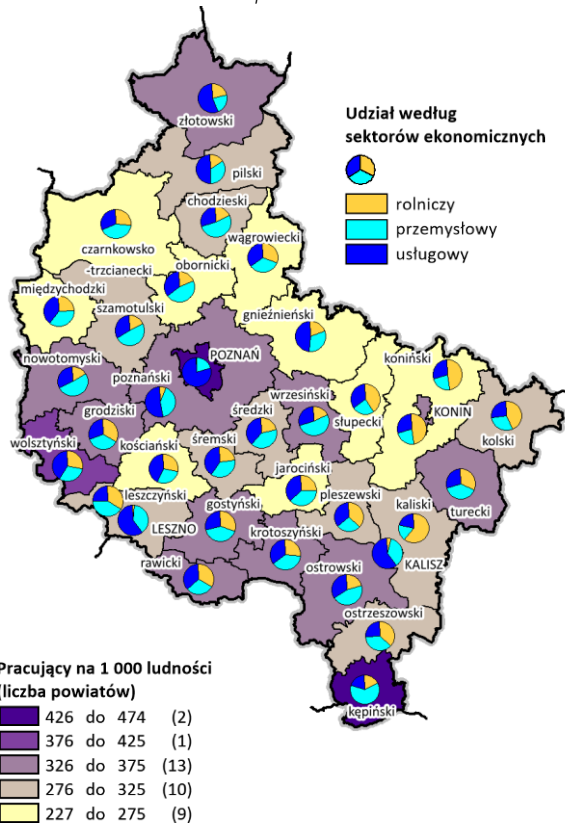 złotowski
Udział według
sektorów ekonomicznych
rolniczy
przemysłowy
usługowy
pilski
chodzieski
wągrowiecki
czarnkowsko
-trzcianecki
obornicki
międzychodzki
szamotulski
gnieźnieński
koniński
nowotomyski
POZNAŃ
poznański
wrzesiński
KONIN
grodziski
średzki
słupecki
kolski
wolsztyński
kościański
śremski
jarociński
leszczyński
pleszewski
kaliski
turecki
gostyński
LESZNO
krotoszyński
rawicki
ostrowski
KALISZ
ostrzeszowski
kępiński
Pracujący na 1 000 ludności
(liczba powiatów)
426 do 474 (2)
376 do 425 (1)
326 do 375 (13)
276 do 325 (10)
227 do 275 (9)